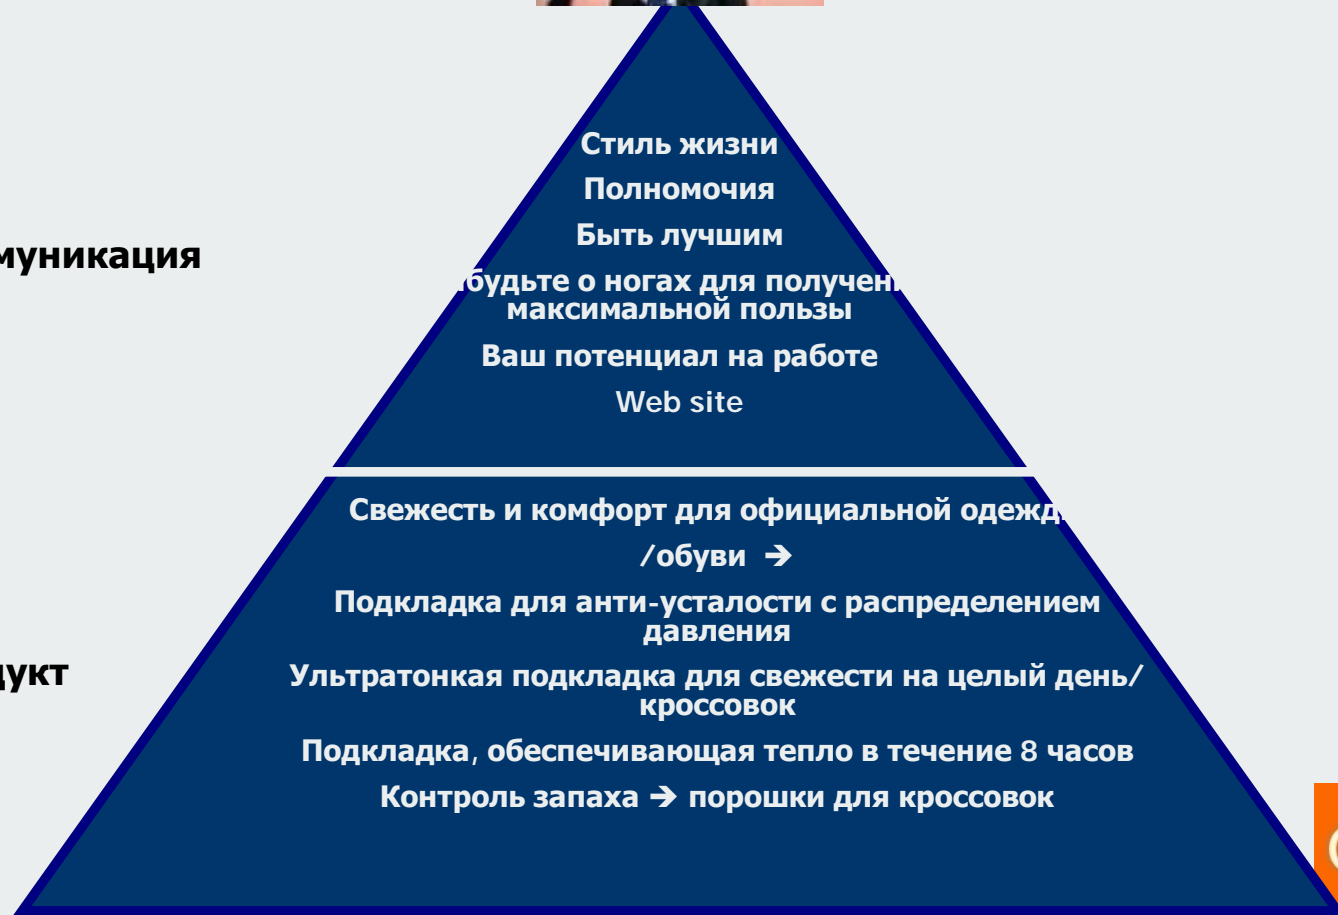 Стиль жизни
Полномочия
Быть лучшим
о ногах для
максимальной пользы
Ваш потенциал на работе
Web site
Свежесть и комфорт для официальной
/обуви ➔
Подкладка для анти-усталости с распределением
давления
Ультратонкая подкладка для свежести на целый день/
кроссовок
Подкладка, обеспечивающая тепло в течение 8 часов
Контроль запаха ➔ порошки для кроссовок